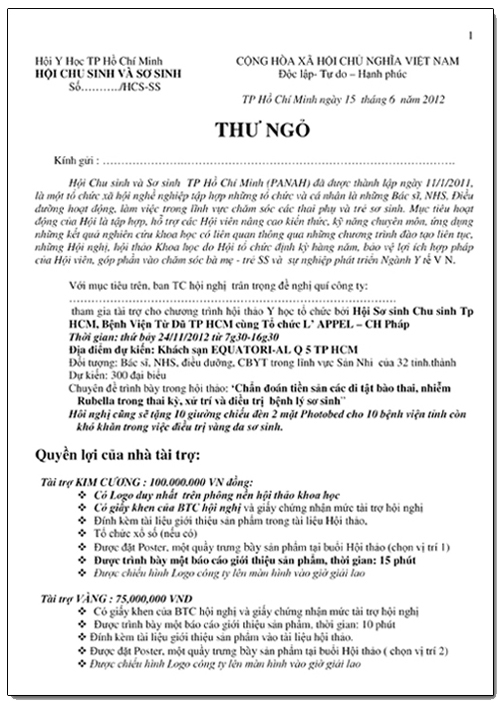 1
Hội Y Học TP Hồ Chí Minh
HỘI CHU SINH VÀ SƠ SINH
Số………./HCS-SS
CỘNG HÒA XÃ HỘI CHỦ NGHĨA VIỆT NAM
Độc lập- Tự do – Hạnh phúc
TP Hồ Chí Minh ngày 15 tháng 6 năm 2012
THƯ NGỎ
Kính gửi : ……………………………………………………………………………….
Hội Chu sinh và Sơ sinh TP Hồ Chí Minh (PANAH) đã được thành lập ngày 11/1/2011,
là một tổ chức xã hội nghề nghiệp tập hợp những tổ chức và cá nhân là những Bác sĩ, NHS, Điều
dưỡng hoạt động, làm việc trong lĩnh vực chăm sóc các thai phụ và trẻ sơ sinh. Mục tiêu hoạt
động của Hội là tập hợp, hỗ trợ các Hội viên nâng cao kiến thức, kỹ năng chuyên môn, ứng dụng
những kết quả nghiên cứu khoa học có liên quan thông qua những chương trình đào tạo liên tục,
những Hội nghị, hội thảo Khoa học do Hội tổ chức định kỳ hàng năm, bảo vệ lợi ích hợp pháp
của Hội viên, góp phần vào chăm sóc bà mẹ - trẻ SS và sự nghiệp phát triển Ngành Y tế V N.
Với mục tiêu trên, ban TC hội nghị trân trọng đề nghị quí công ty:
………………………………………………………………………………
tham gia tài trợ cho chương trình hội thảo Y học tổ chức bởi Hội Sơ sinh Chu sinh Tp
HCM, Bệnh Viện Từ Dũ TP HCM cùng Tổ chức L’ APPEL – CH Pháp
Thời gian: thứ bảy 24/11/2012 từ 7g30-16g30
Địa điểm dự kiến: Khách sạn EQUATORI-AL Q 5 TP HCM
Đối tượng: Bác sĩ, NHS, điều dưỡng, CBYT trong lĩnh vực Sản Nhi của 32 tỉnh.thành
Dự kiến: 300 đại biểu
Chuyên đề trình bày trong hội thảo: ‘Chẩn đoán tiền sản các di tật bào thai, nhiễm
Rubella trong thai kỳ, xử trí và điều trị bệnh lý sơ sinh”
Hôi nghị cũng sẽ tặng 10 giường chiếu đèn 2 mặt Photobed cho 10 bệnh viện tỉnh còn
khó khăn trong việc điều trị vàng da sơ sinh.
Quyền lợi của nhà tài trợ:
Tài trợ KIM CƯƠNG : 100.000.000 VN đồng:
❖ Có Logo duy nhất trên phông nền hội thảo khoa học
❖ Có giấy khen của BTC hội nghị và giấy chứng nhận mức tài trợ hội nghị
❖ Đính kèm tài liệu giới thiệu sản phẩm trong tài liệu Hội thảo,
❖ Tổ chức xổ số (nếu có)
❖ Được đặt Poster, một quầy trưng bày sản phẩm tại buổi Hội thảo (chọn vị trí 1)
❖ Được trình bày một báo cáo giới thiệu sản phẩm, thời gian: 15 phút
❖ Được chiếu hình Logo công ty lên màn hình vào giờ giải lao
Tài trợ VÀNG : 75,000,000 VND
❖ Có giấy khen của BTC hội nghị và giấy chứng nhận mức tài trợ hội nghị
❖ Được trình bày một báo cáo giới thiệu sản phẩm, thời gian: 10 phút
❖ Đính kèm tài liệu giới thiệu sản phẩm vào tài liệu hội thảo.
❖ Được đặt Poster, một quầy trưng bày sản phẩm tại buổi Hội thảo ( chọn vị trí 2)
❖ Được chiếu hình Logo công ty lên màn hình vào giờ giải lao